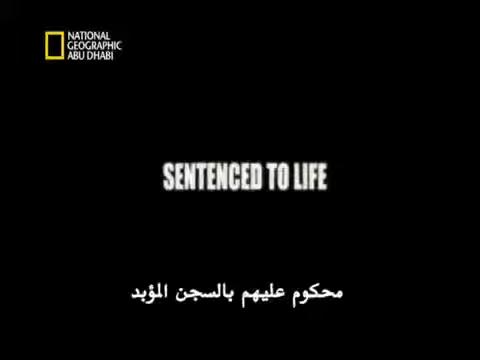 NATIONAL
GEOGRAPHIC
ABU DHABI
SENTENCED TO LIFE
محكوم عليهم بالسجن المؤبد